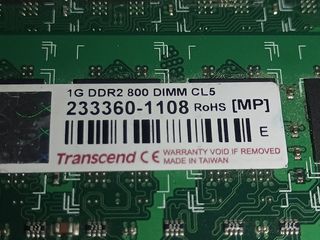 1G DDR2 800 DIMM CL5
233360-1108 RoHS [MP]
E
Transcend CE WARRANTY VOID IF REMOVED
MADE IN TAIWAN